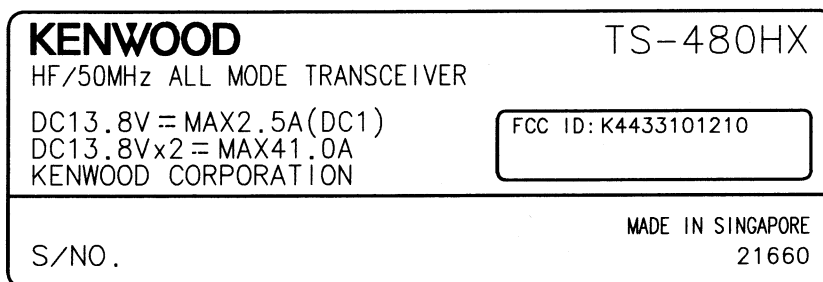 KENWOOD TS-480HX
HF/50MHz ALL MODE TRANSCEIVER
DC13.8V ⎓ MAX2.5A(DC1)
FCC ID: K4433101210
DC13.8Vx2 ⎓ MAX41.0A
KENWOOD CORPORATION
MADE IN SINGAPORE
S/NO. 21660